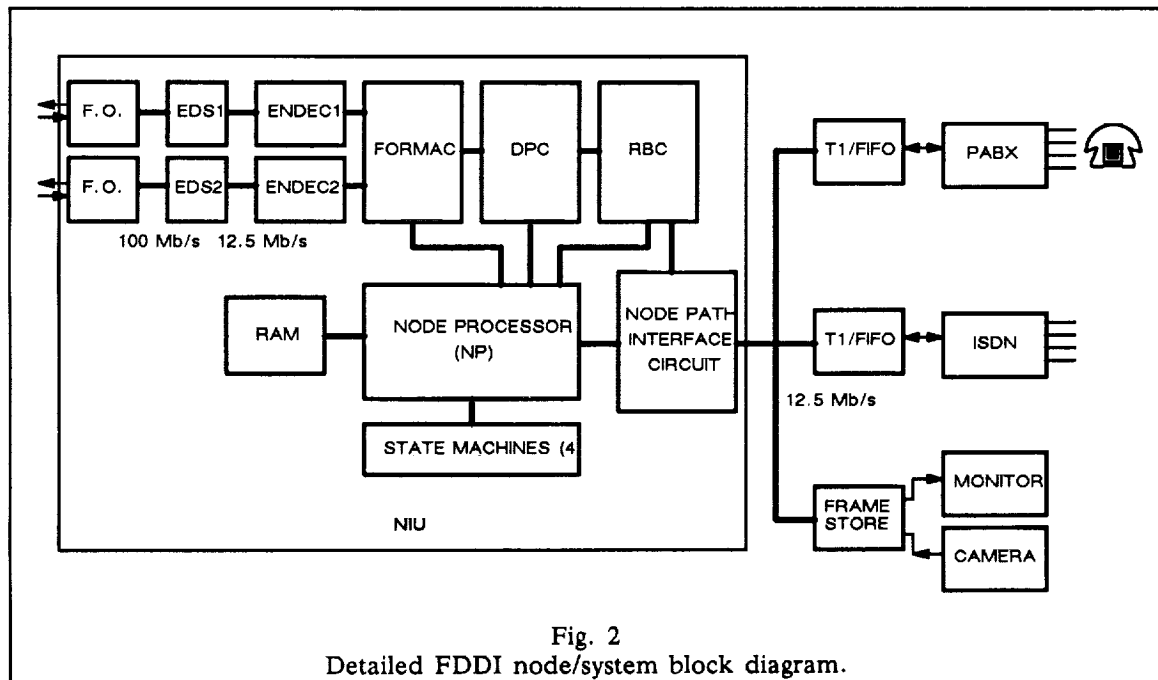 F.O.
EDS1
ENDEC1
FORMAC
DPC
RBC
F.O.
EDS2
ENDEC2
100 Mb/s
12.5 Mb/s
RAM
NODE PROCESSOR
(NP)
NODE PATH
INTERFACE
CIRCUIT
STATE MACHINES (4
NIU
T1/FIFO
PABX
T1/FIFO
ISDN
12.5 Mb/s
FRAME
STORE
MONITOR
CAMERA
Fig. 2
Detailed FDDI node/system block diagram.